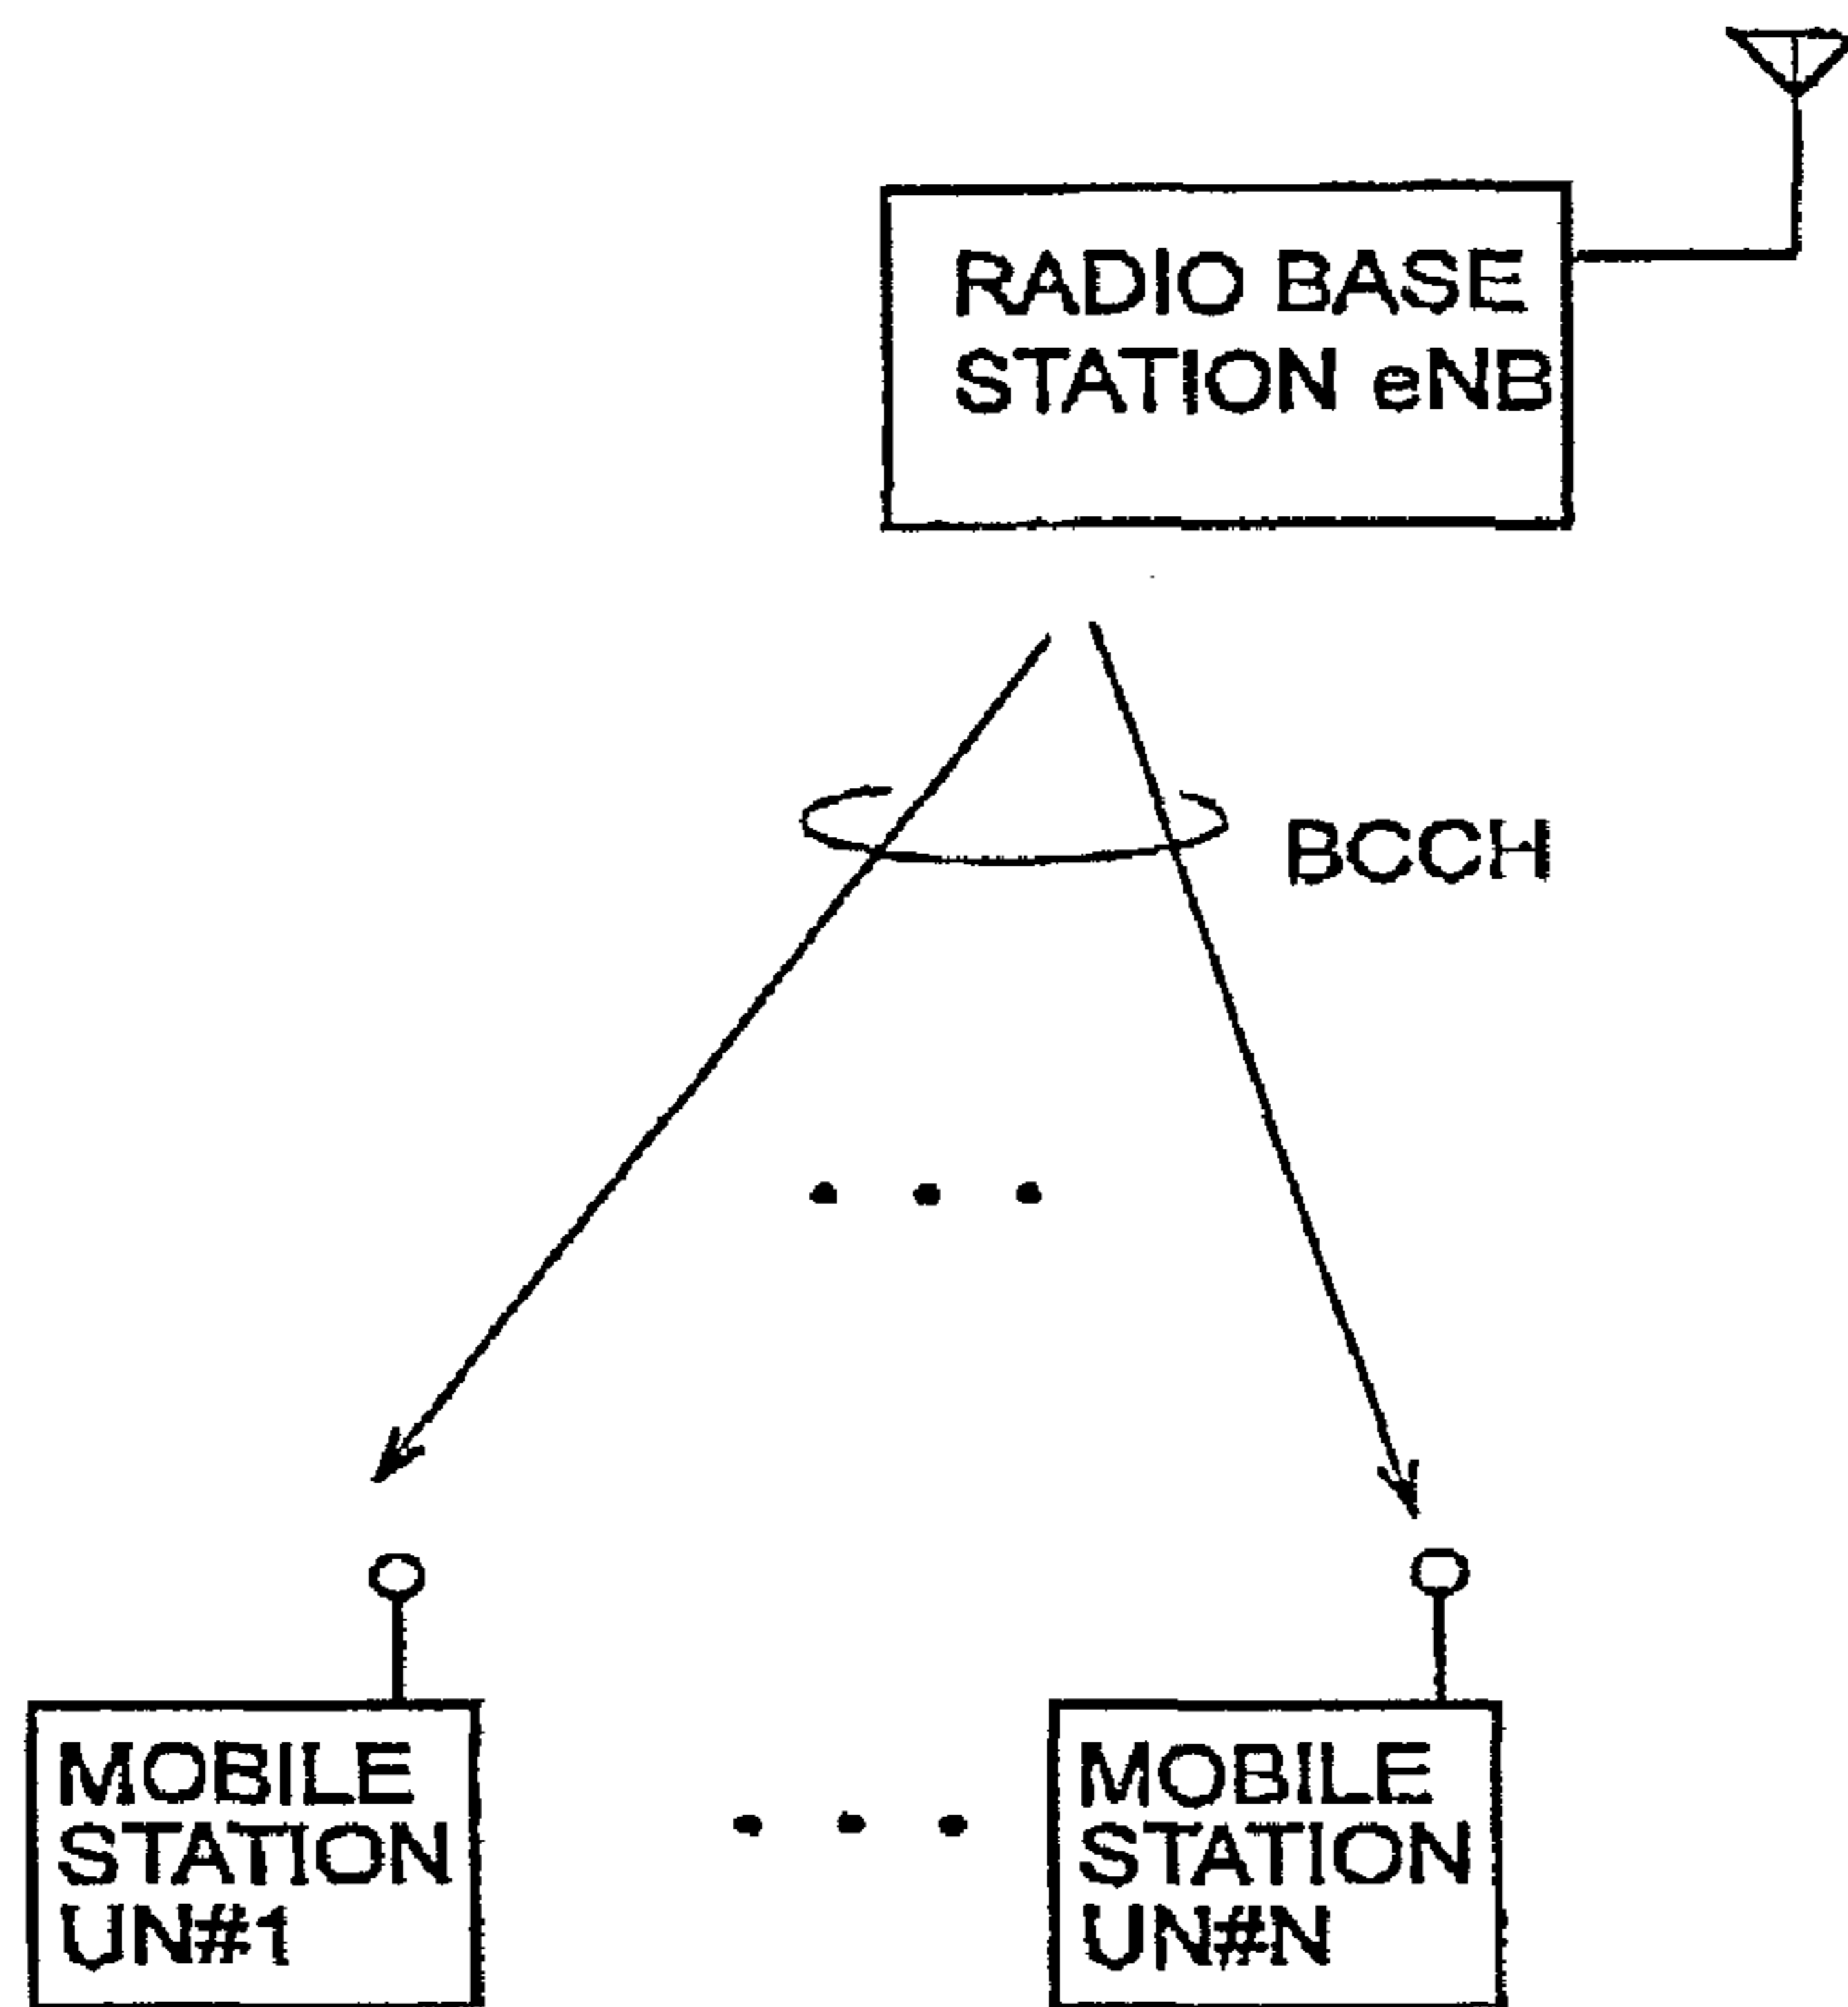 RADIO BASE
STATION eNB
BCCH
MOBILE
STATION
UN#1
MOBILE
STATION
UN#N